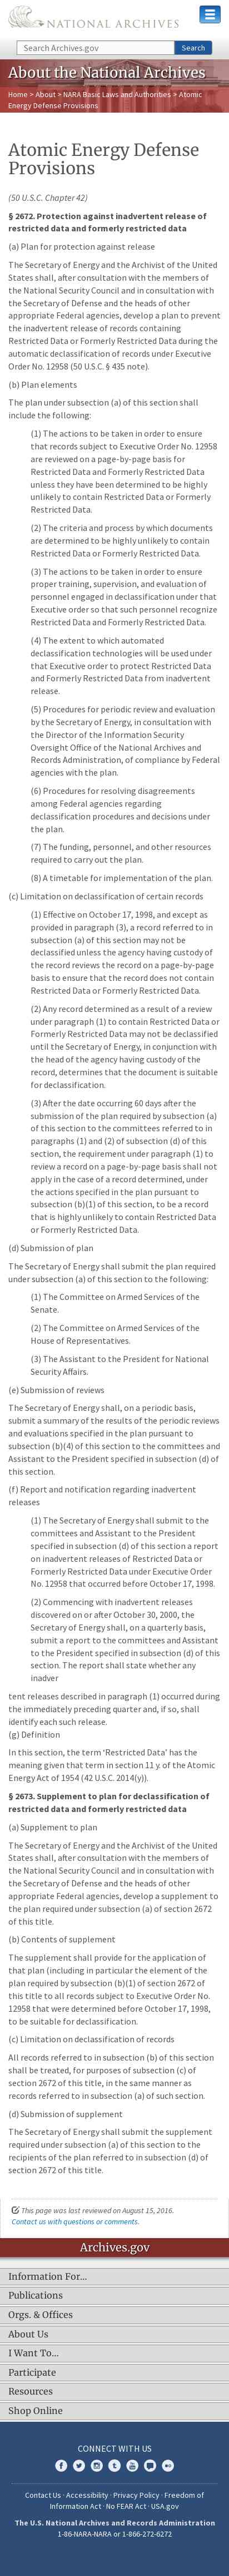 NATIONAL ARCHIVES
Search Archives.gov
Search
About the National Archives
Home > About > NARA Basic Laws and Authorities > Atomic
Energy Defense Provisions
Atomic Energy Defense
Provisions
(50 U.S.C. Chapter 42)
§ 2672. Protection against inadvertent release of
restricted data and formerly restricted data
(a) Plan for protection against release
The Secretary of Energy and the Archivist of the United
States shall, after consultation with the members of
the National Security Council and in consultation with
the Secretary of Defense and the heads of other
appropriate Federal agencies, develop a plan to prevent
the inadvertent release of records containing
Restricted Data or Formerly Restricted Data during the
automatic declassification of records under Executive
Order No. 12958 (50 U.S.C. § 435 note).
(b) Plan elements
The plan under subsection (a) of this section shall
include the following:
(1) The actions to be taken in order to ensure
that records subject to Executive Order No. 12958
are reviewed on a page-by-page basis for
Restricted Data and Formerly Restricted Data
unless they have been determined to be highly
unlikely to contain Restricted Data or Formerly
Restricted Data.
(2) The criteria and process by which documents
are determined to be highly unlikely to contain
Restricted Data or Formerly Restricted Data.
(3) The actions to be taken in order to ensure
proper training, supervision, and evaluation of
personnel engaged in declassification under that
Executive order so that such personnel recognize
Restricted Data and Formerly Restricted Data.
(4) The extent to which automated
declassification technologies will be used under
that Executive order to protect Restricted Data
and Formerly Restricted Data from inadvertent
release.
(5) Procedures for periodic review and evaluation
by the Secretary of Energy, in consultation with
the Director of the Information Security
Oversight Office of the National Archives and
Records Administration, of compliance by Federal
agencies with the plan.
(6) Procedures for resolving disagreements
among Federal agencies regarding
classification procedures and decisions under
the plan.
(7) The funding, personnel, and other resources
required to carry out the plan.
(8) A timetable for implementation of the plan.
(c) Limitation on declassification of certain records
(1) Effective on October 17, 1998, and except as
provided in paragraph (3), a record referred to in
subsection (a) of this section may not be
declassified unless the agency having custody of
the record reviews the record on a page-by-page
basis to ensure that the record does not contain
Restricted Data or Formerly Restricted Data.
(2) Any record determined as a result of a review
under paragraph (1) to contain Restricted Data or
Formerly Restricted Data may not be declassified
until the Secretary of Energy, in conjunction with
the head of the agency having custody of the
record, determines that the document is suitable
for declassification.
(3) After the date occurring 60 days after the
submission of the plan required by subsection (a)
of this section to the committees referred to in
paragraphs (1) and (2) of subsection (d) of this
section, the requirement under paragraph (1) to
review a record on a page-by-page basis shall not
apply in the case of a record determined, under
the actions specified in the plan pursuant to
subsection (b)(1) of this section, to be a record
that is highly unlikely to contain Restricted Data
or Formerly Restricted Data.
(d) Submission of plan
The Secretary of Energy shall submit the plan required
under subsection (a) of this section to the following:
(1) The Committee on Armed Services of the
Senate.
(2) The Committee on Armed Services of the
House of Representatives.
(3) The Assistant to the President for National
Security Affairs.
(e) Submission of reviews
The Secretary of Energy shall, on a periodic basis,
submit a summary of the results of the periodic reviews
and evaluations specified in the plan pursuant to
subsection (b)(4) of this section to the committees and
Assistant to the President specified in subsection (d) of
this section.
(f) Report and notification regarding inadvertent
releases
(1) The Secretary of Energy shall submit to the
committees and Assistant to the President
specified in subsection (d) of this section a report
on inadvertent releases of Restricted Data or
Formerly Restricted Data under Executive Order
No. 12958 that occurred before October 17, 1998.
(2) Commencing with inadvertent releases
discovered on or after October 30, 2000, the
Secretary of Energy shall, on a quarterly basis,
submit a report to the committees and Assistant
to the President specified in subsection (d) of this
section. The report shall state whether any
inadver
tent releases described in paragraph (1) occurred during
the immediately preceding quarter and, if so, shall
identify each such release.
(g) Definition
In this section, the term ‘Restricted Data’ has the
meaning given that term in section 11 y. of the Atomic
Energy Act of 1954 (42 U.S.C. 2014(y)).
§ 2673. Supplement to plan for declassification of
restricted data and formerly restricted data
(a) Supplement to plan
The Secretary of Energy and the Archivist of the United
States shall, after consultation with the members of
the National Security Council and in consultation with
the Secretary of Defense and the heads of other
appropriate Federal agencies, develop a supplement to
the plan required under subsection (a) of section 2672
of this title.
(b) Contents of supplement
The supplement shall provide for the application of
that plan (including in particular the element of the
plan required by subsection (b)(1) of section 2672 of
this title to all records subject to Executive Order No.
12958 that were determined before October 17, 1998,
to be suitable for declassification.
(c) Limitation on declassification of records
All records referred to in subsection (b) of this section
shall be treated, for purposes of subsection (c) of
section 2672 of this title, in the same manner as
records referred to in subsection (a) of such section.
(d) Submission of supplement
The Secretary of Energy shall submit the supplement
required under subsection (a) of this section to the
recipients of the plan referred to in subsection (d) of
section 2672 of this title.
This page was last reviewed on August 15, 2016.
Contact us with questions or comments.
Archives.gov
Information For…
Publications
Orgs. & Offices
About Us
I Want To…
Participate
Resources
Shop Online
CONNECT WITH US
Contact Us · Accessibility · Privacy Policy · Freedom of
Information Act · No FEAR Act · USA.gov
The U.S. National Archives and Records Administration
1-86-NARA-NARA or 1-866-272-6272